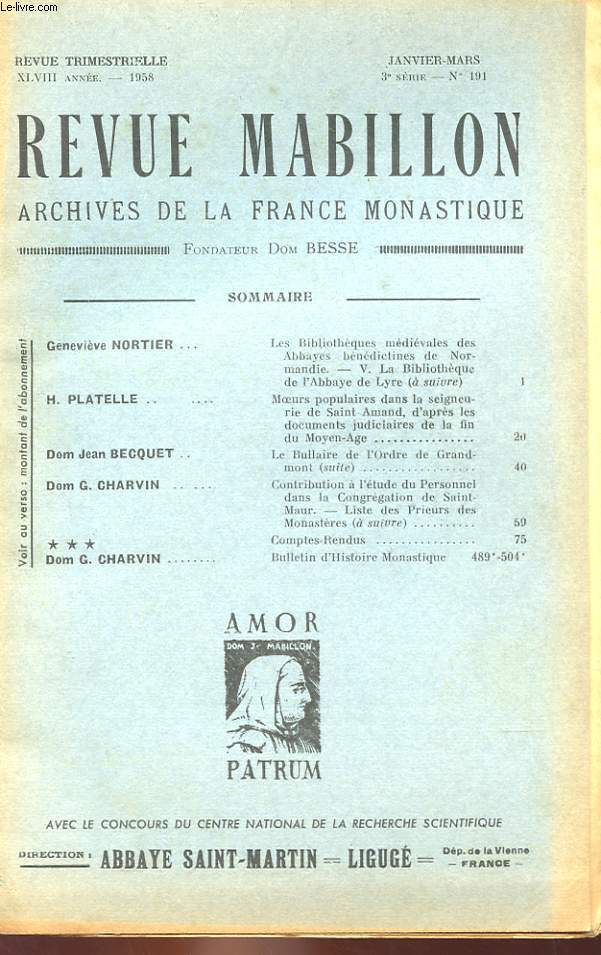 Le-livre.com
REVUE TRIMESTRIELLE
XLVIII ANNÉE. — 1958
JANVIER-MARS
3e SÉRIE — N° 191
REVUE MABILLON
ARCHIVES DE LA FRANCE MONASTIQUE
FONDATEUR DOM BESSE
SOMMAIRE
Voir au verso : montant de l'abonnement
Geneviève NORTIER ... Les Bibliothèques médiévales des
Abbayes bénédictines de Nor-
mandie. — V. La Bibliothèque
de l'Abbaye de Lyre (à suivre) 1
H. PLATELLE .. .... Mœurs populaires dans la seigneu-
rie de Saint Amand, d'après les
documents judiciaires de la fin
du Moyen-Age ............... 20
Dom Jean BECQUET .. Le Bullaire de l'Ordre de Grand-
mont (suite) ................. 40
Dom G. CHARVIN .. ... Contribution à l'étude du Personnel
dans la Congrégation de Saint-
Maur. — Liste des Prieurs des
Monastères (à suivre) .......... 59
★ ★ ★ Comptes-Rendus ............... 75
Dom G. CHARVIN ........ Bulletin d'Histoire Monastique 489*-504*
AMOR
DOM J- MABILLON.
PATRUM
AVEC LE CONCOURS DU CENTRE NATIONAL DE LA RECHERCHE SCIENTIFIQUE
DIRECTION : ABBAYE SAINT-MARTIN = LIGUGÉ = Dép. de la Vienne
— FRANCE —